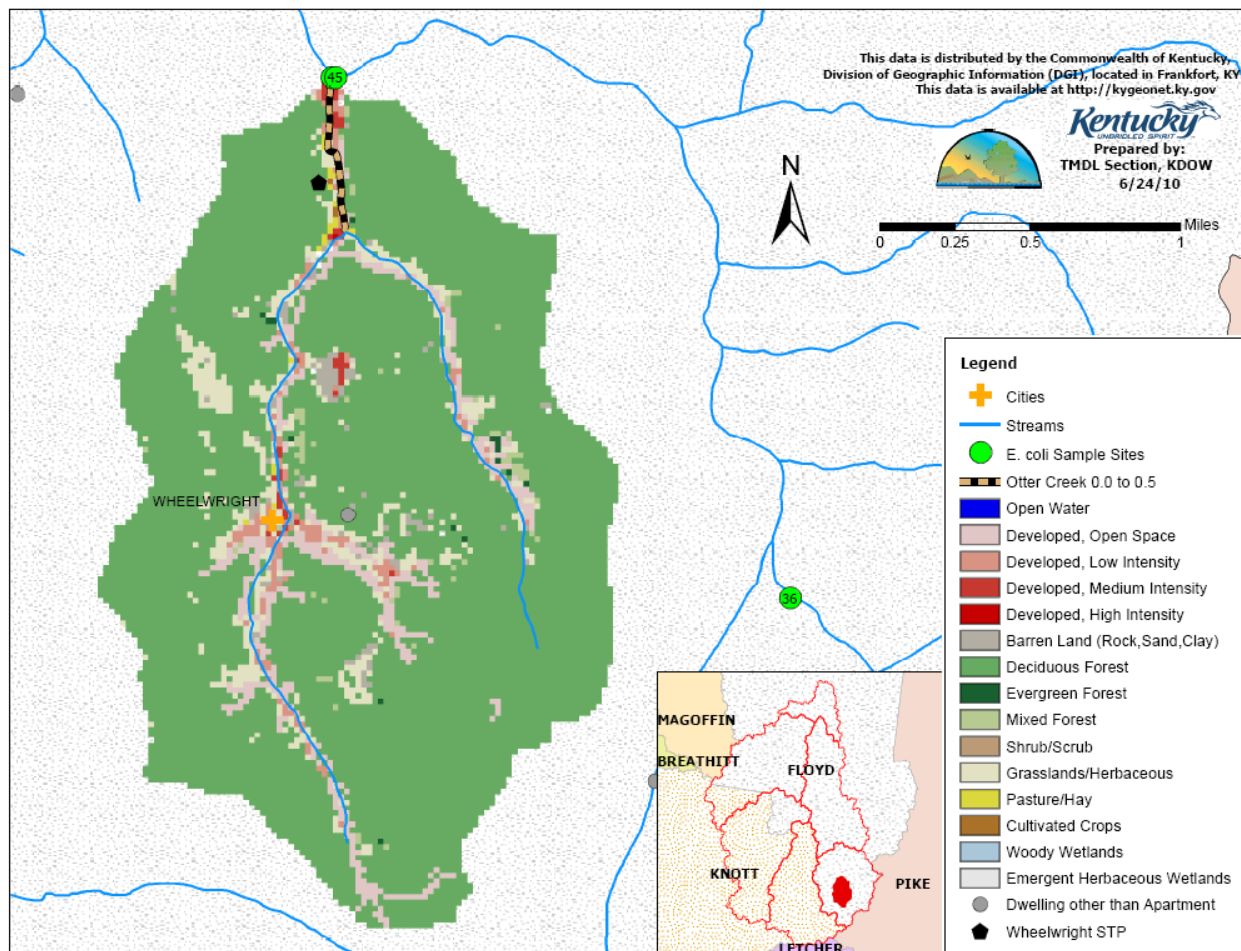 45
This data is distributed by the Commonwealth of Kentucky,
Division of Geographic Information (DGI), located in Frankfort, KY
This data is available at http://kygeonet.ky.gov
Kentucky
UNBRIDLED SPIRIT
Prepared by:
TMDL Section, KDOW
6/24/10
N
Miles
0 0.25 0.5 1
WHEELWRIGHT
36
Legend
Cities
Streams
E. coli Sample Sites
Otter Creek 0.0 to 0.5
Open Water
Developed, Open Space
Developed, Low Intensity
Developed, Medium Intensity
Developed, High Intensity
Barren Land (Rock,Sand,Clay)
Deciduous Forest
Evergreen Forest
Mixed Forest
Shrub/Scrub
Grasslands/Herbaceous
Pasture/Hay
Cultivated Crops
Woody Wetlands
Emergent Herbaceous Wetlands
Dwelling other than Apartment
Wheelwright STP
MAGOFFIN
BREATHITT
FLOYD
KNOTT
PIKE
LETCHER